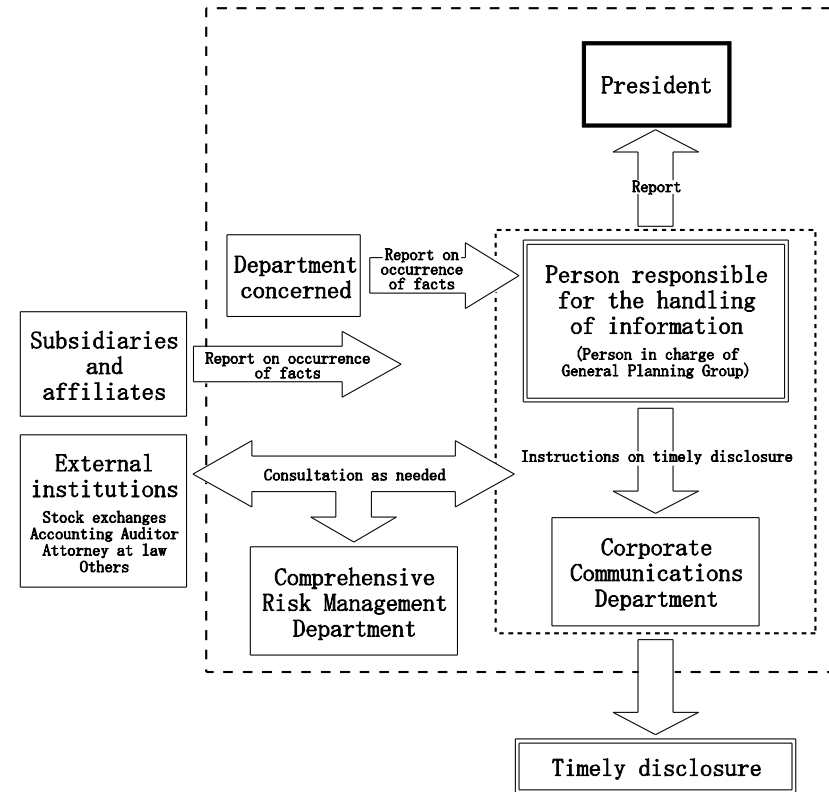 President
Report
Department
concerned
Report on
occurrence
of facts
Person responsible
for the handling
of information
(Person in charge of
General Planning Group)
Subsidiaries
and
affiliates
Report on occurrence
of facts
External
institutions
Stock exchanges
Accounting Auditor
Attorney at law
Others
Consultation as needed
Instructions on timely disclosure
Comprehensive
Risk Management
Department
Corporate
Communications
Department
Timely disclosure